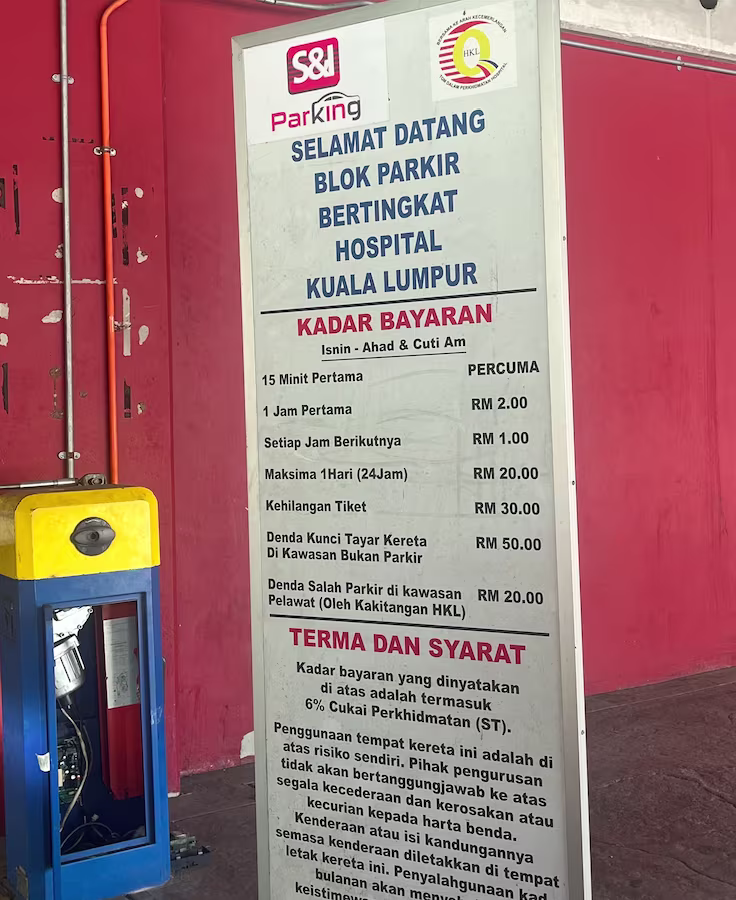 S&J
Parking
BERSAMA KE ARAH KECEMERLANGAN
HKL
SELAMAT DATANG
BLOK PARKIR
BERTINGKAT
HOSPITAL
KUALA LUMPUR
KADAR BAYARAN
Isnin - Ahad & Cuti Am
15 Minit Pertama PERCUMA
1 Jam Pertama RM 2.00
Setiap Jam Berikutnya RM 1.00
Maksima 1Hari (24Jam) RM 20.00
Kehilangan Tiket RM 30.00
Denda Kunci Tayar Kereta RM 50.00
Di Kawasan Bukan Parkir
Denda Salah Parkir di kawasan RM 20.00
Pelawat (Oleh Kakitangan HKL)
TERMA DAN SYARAT
Kadar bayaran yang dinyatakan
di atas adalah termasuk
6% Cukai Perkhidmatan (ST).
Penggunaan tempat kereta ini adalah di
atas risiko sendiri. Pihak pengurusan
tidak akan bertanggungjawab ke atas
segala kecederaan dan kerosakan atau
kecurian kepada harta benda.
Kenderaan atau isi kandungannya
semasa kenderaan diletakkan di tempat
letak kereta ini. Penyalahgunaan kad
bulanan akan